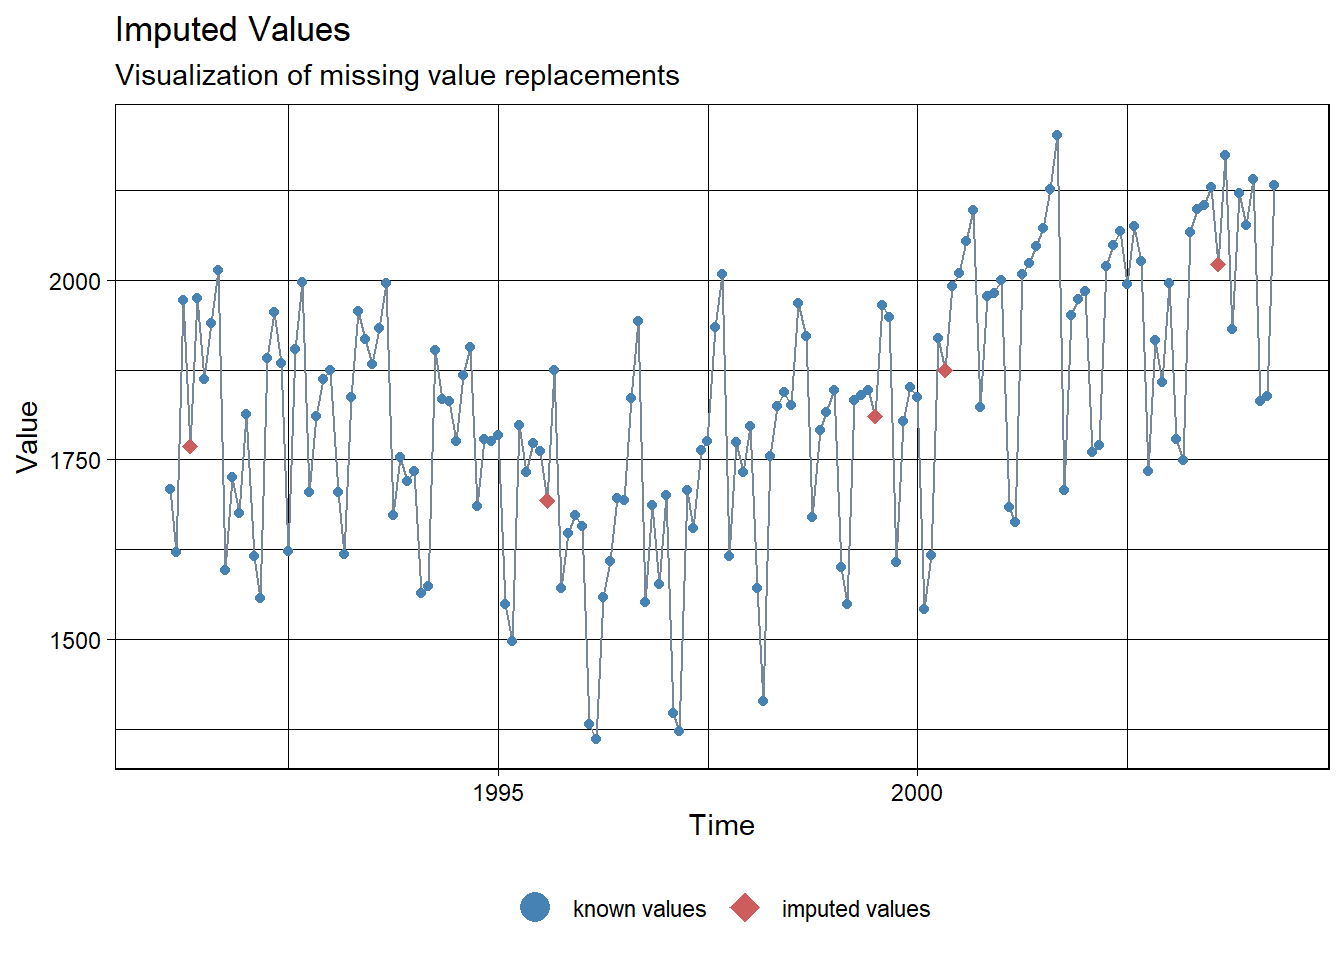 Imputed Values
Visualization of missing value replacements
Value
2000
1750
1500
1995
2000
Time
known values
imputed values